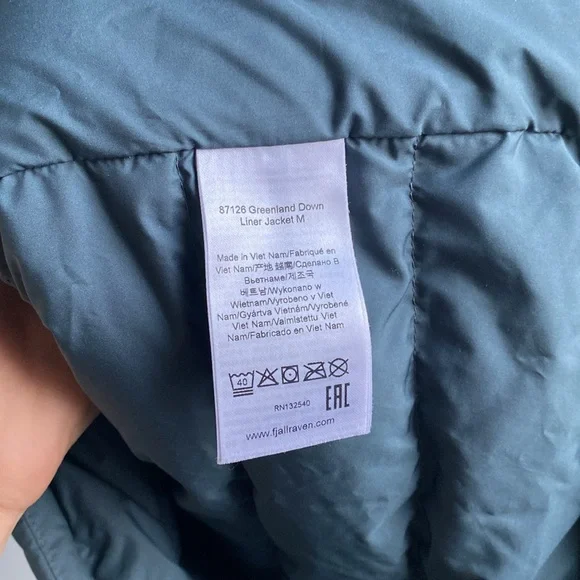 87126 Greenland Down
Liner Jacket M
Made in Viet Nam/Fabriqué en
Viet Nam/产地 越南/Сделано В
Вьетнаме/제조국
베트남/Wykonano w
Wietnam/Vyrobeno v Viet
Nam/Gyártva Vietnám/Vyrobené
Viet Nam/Vaimistettu Viet
Nam/Fabricado en Viet Nam
40
RN132540
EAC
www.fjallraven.com